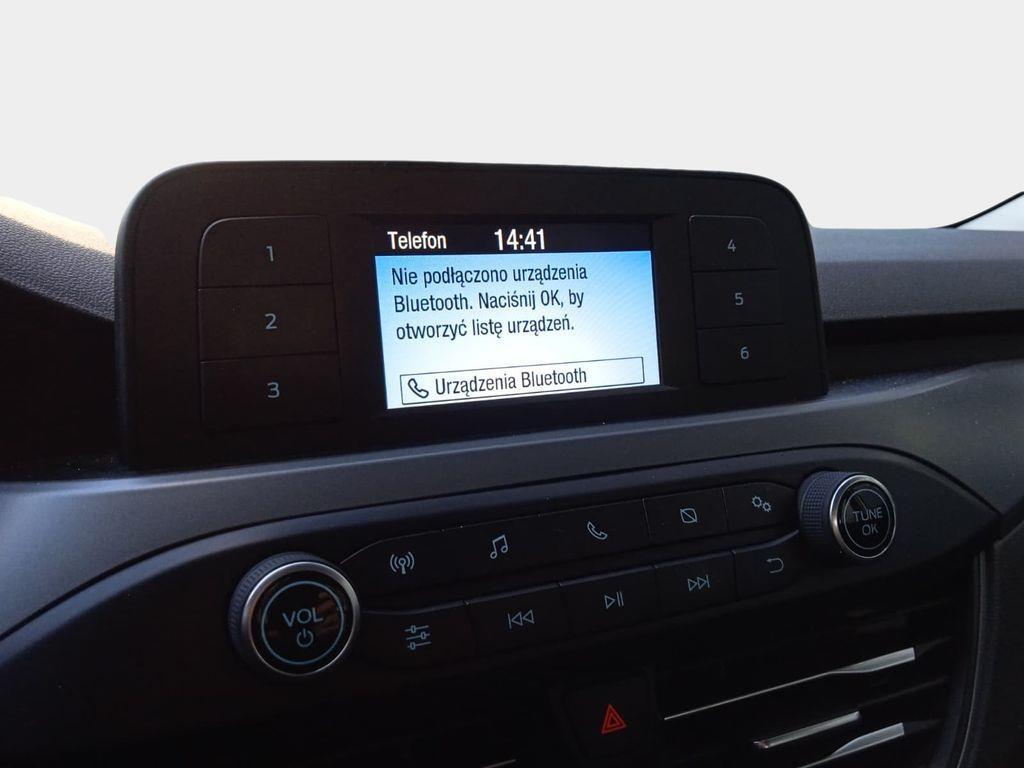 Telefon 14:41
Nie podłączono urządzenia
Bluetooth. Naciśnij OK, by
otworzyć listę urządzeń.
Urządzenia Bluetooth
1
2
3
4
5
6
VOL
TUNE
OK